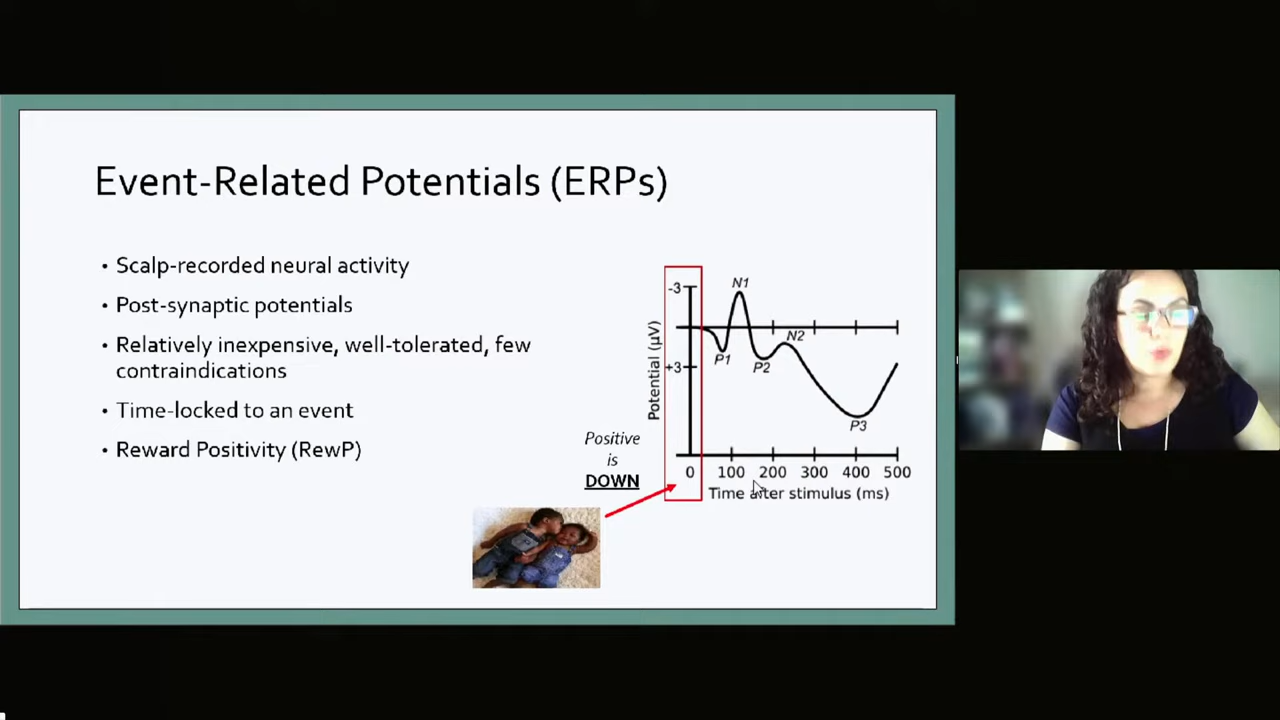 Event-Related Potentials (ERPs)
• Scalp-recorded neural activity
• Post-synaptic potentials
• Relatively inexpensive, well-tolerated, few
contraindications
• Time-locked to an event
• Reward Positivity (RewP)
Positive
is
DOWN
Potential (µV)
-3
+3
N1
P1
P2
N2
P3
0 100 200 300 400 500
Time after stimulus (ms)